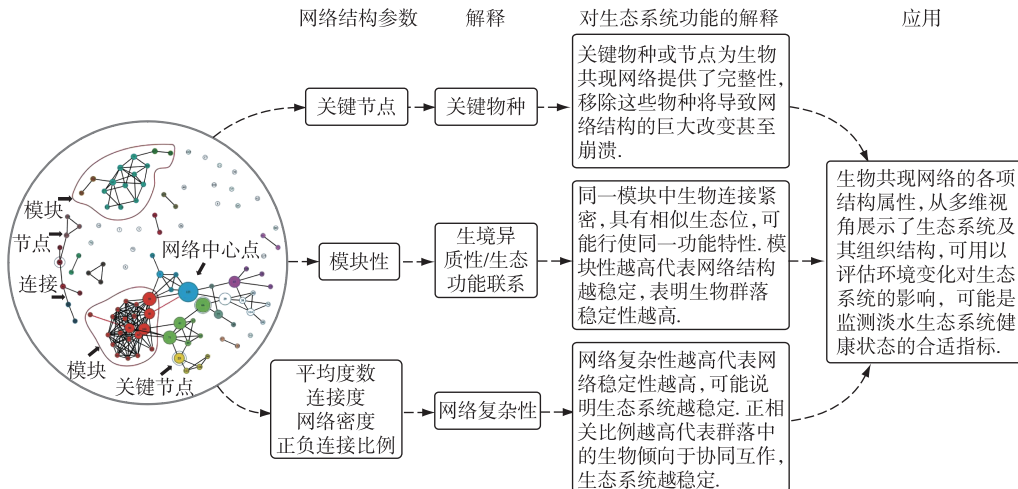 网络结构参数
解释
对生态系统功能的解释
应用
关键节点
关键物种
关键物种或节点为生物
共现网络提供了完整性,
移除这些物种将导致网
络结构的巨大改变甚至
崩溃.
模块
节点
连接
网络中心点
模块
关键节点
模块性
生境异
质性/生态
功能联系
同一模块中生物连接紧
密,具有相似生态位,可
能行使同一功能特性.模
块性越高代表网络结构
越稳定,表明生物群落
稳定性越高.
平均度数
连接度
网络密度
正负连接比例
网络复杂性
网络复杂性越高代表网
络稳定性越高,可能说
明生态系统越稳定.正相
关比例越高代表群落中
的生物倾向于协同互作,
生态系统越稳定.
生物共现网络的各项
结构属性,从多维视
角展示了生态系统及
其组织结构,可用以
评估环境变化对生态
系统的影响,可能是
监测淡水生态系统健
康状态的合适指标.